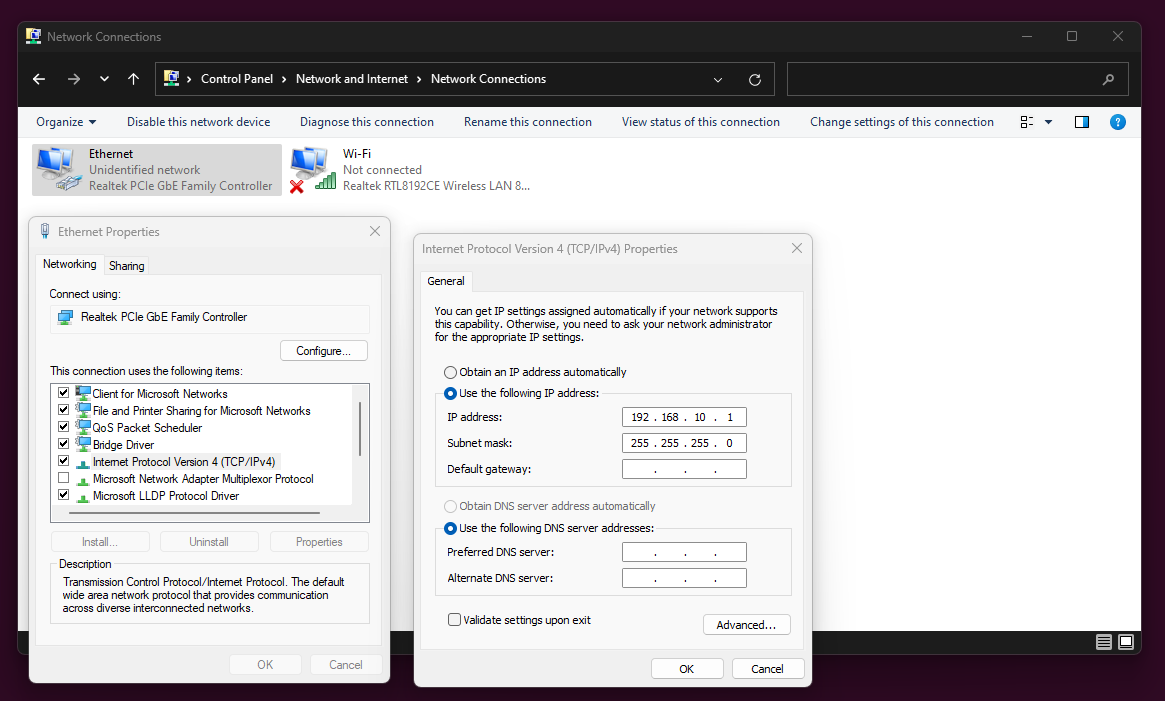 Network Connections
Control Panel › Network and Internet › Network Connections
Organize Disable this network device Diagnose this connection Rename this connection View status of this connection Change settings of this connection
Ethernet
Unidentified network
Realtek PCIe GbE Family Controller
Wi-Fi
Not connected
Realtek RTL8192CE Wireless LAN 8...
Ethernet Properties
Networking Sharing
Connect using:
Realtek PCIe GbE Family Controller
Configure...
This connection uses the following items:
Client for Microsoft Networks
File and Printer Sharing for Microsoft Networks
QoS Packet Scheduler
Bridge Driver
Internet Protocol Version 4 (TCP/IPv4)
Microsoft Network Adapter Multiplexor Protocol
Microsoft LLDP Protocol Driver
Install... Uninstall Properties
Description
Transmission Control Protocol/Internet Protocol. The default
wide area network protocol that provides communication
across diverse interconnected networks.
OK Cancel
Internet Protocol Version 4 (TCP/IPv4) Properties
General
You can get IP settings assigned automatically if your network supports
this capability. Otherwise, you need to ask your network administrator
for the appropriate IP settings.
Obtain an IP address automatically
Use the following IP address:
IP address: 192 . 168 . 10 . 1
Subnet mask: 255 . 255 . 255 . 0
Default gateway: . . .
Obtain DNS server address automatically
Use the following DNS server addresses:
Preferred DNS server: . . .
Alternate DNS server: . . .
Validate settings upon exit
Advanced...
OK Cancel